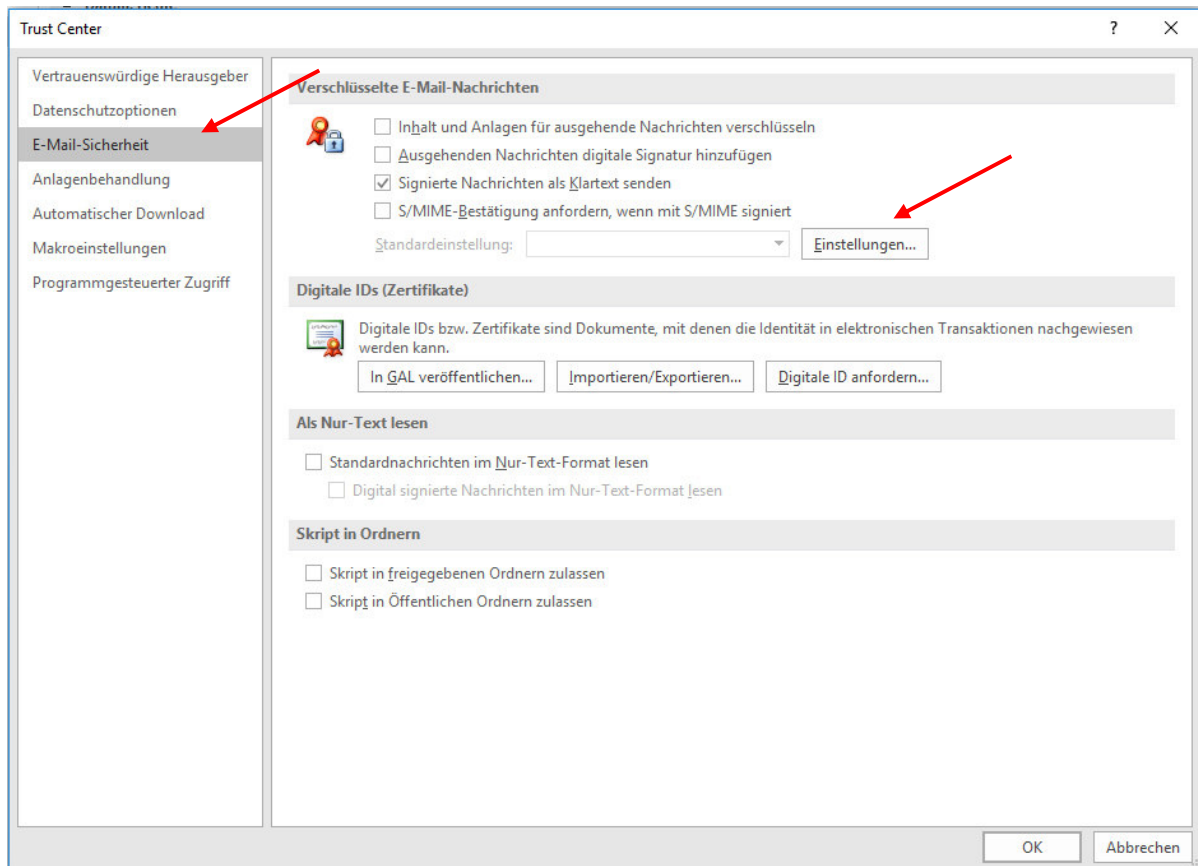 Trust Center
?
Vertrauenswürdige Herausgeber
Datenschutzoptionen
E-Mail-Sicherheit
Anlagenbehandlung
Automatischer Download
Makroeinstellungen
Programmgesteuerter Zugriff
Verschlüsselte E-Mail-Nachrichten
Inhalt und Anlagen für ausgehende Nachrichten verschlüsseln
Ausgehenden Nachrichten digitale Signatur hinzufügen
Signierte Nachrichten als Klartext senden
S/MIME-Bestätigung anfordern, wenn mit S/MIME signiert
Standardeinstellung:
Einstellungen...
Digitale IDs (Zertifikate)
Digitale IDs bzw. Zertifikate sind Dokumente, mit denen die Identität in elektronischen Transaktionen nachgewiesen
werden kann.
In GAL veröffentlichen...
Importieren/Exportieren...
Digitale ID anfordern...
Als Nur-Text lesen
Standardnachrichten im Nur-Text-Format lesen
Digital signierte Nachrichten im Nur-Text-Format lesen
Skript in Ordnern
Skript in freigegebenen Ordnern zulassen
Skript in Öffentlichen Ordnern zulassen
OK
Abbrechen